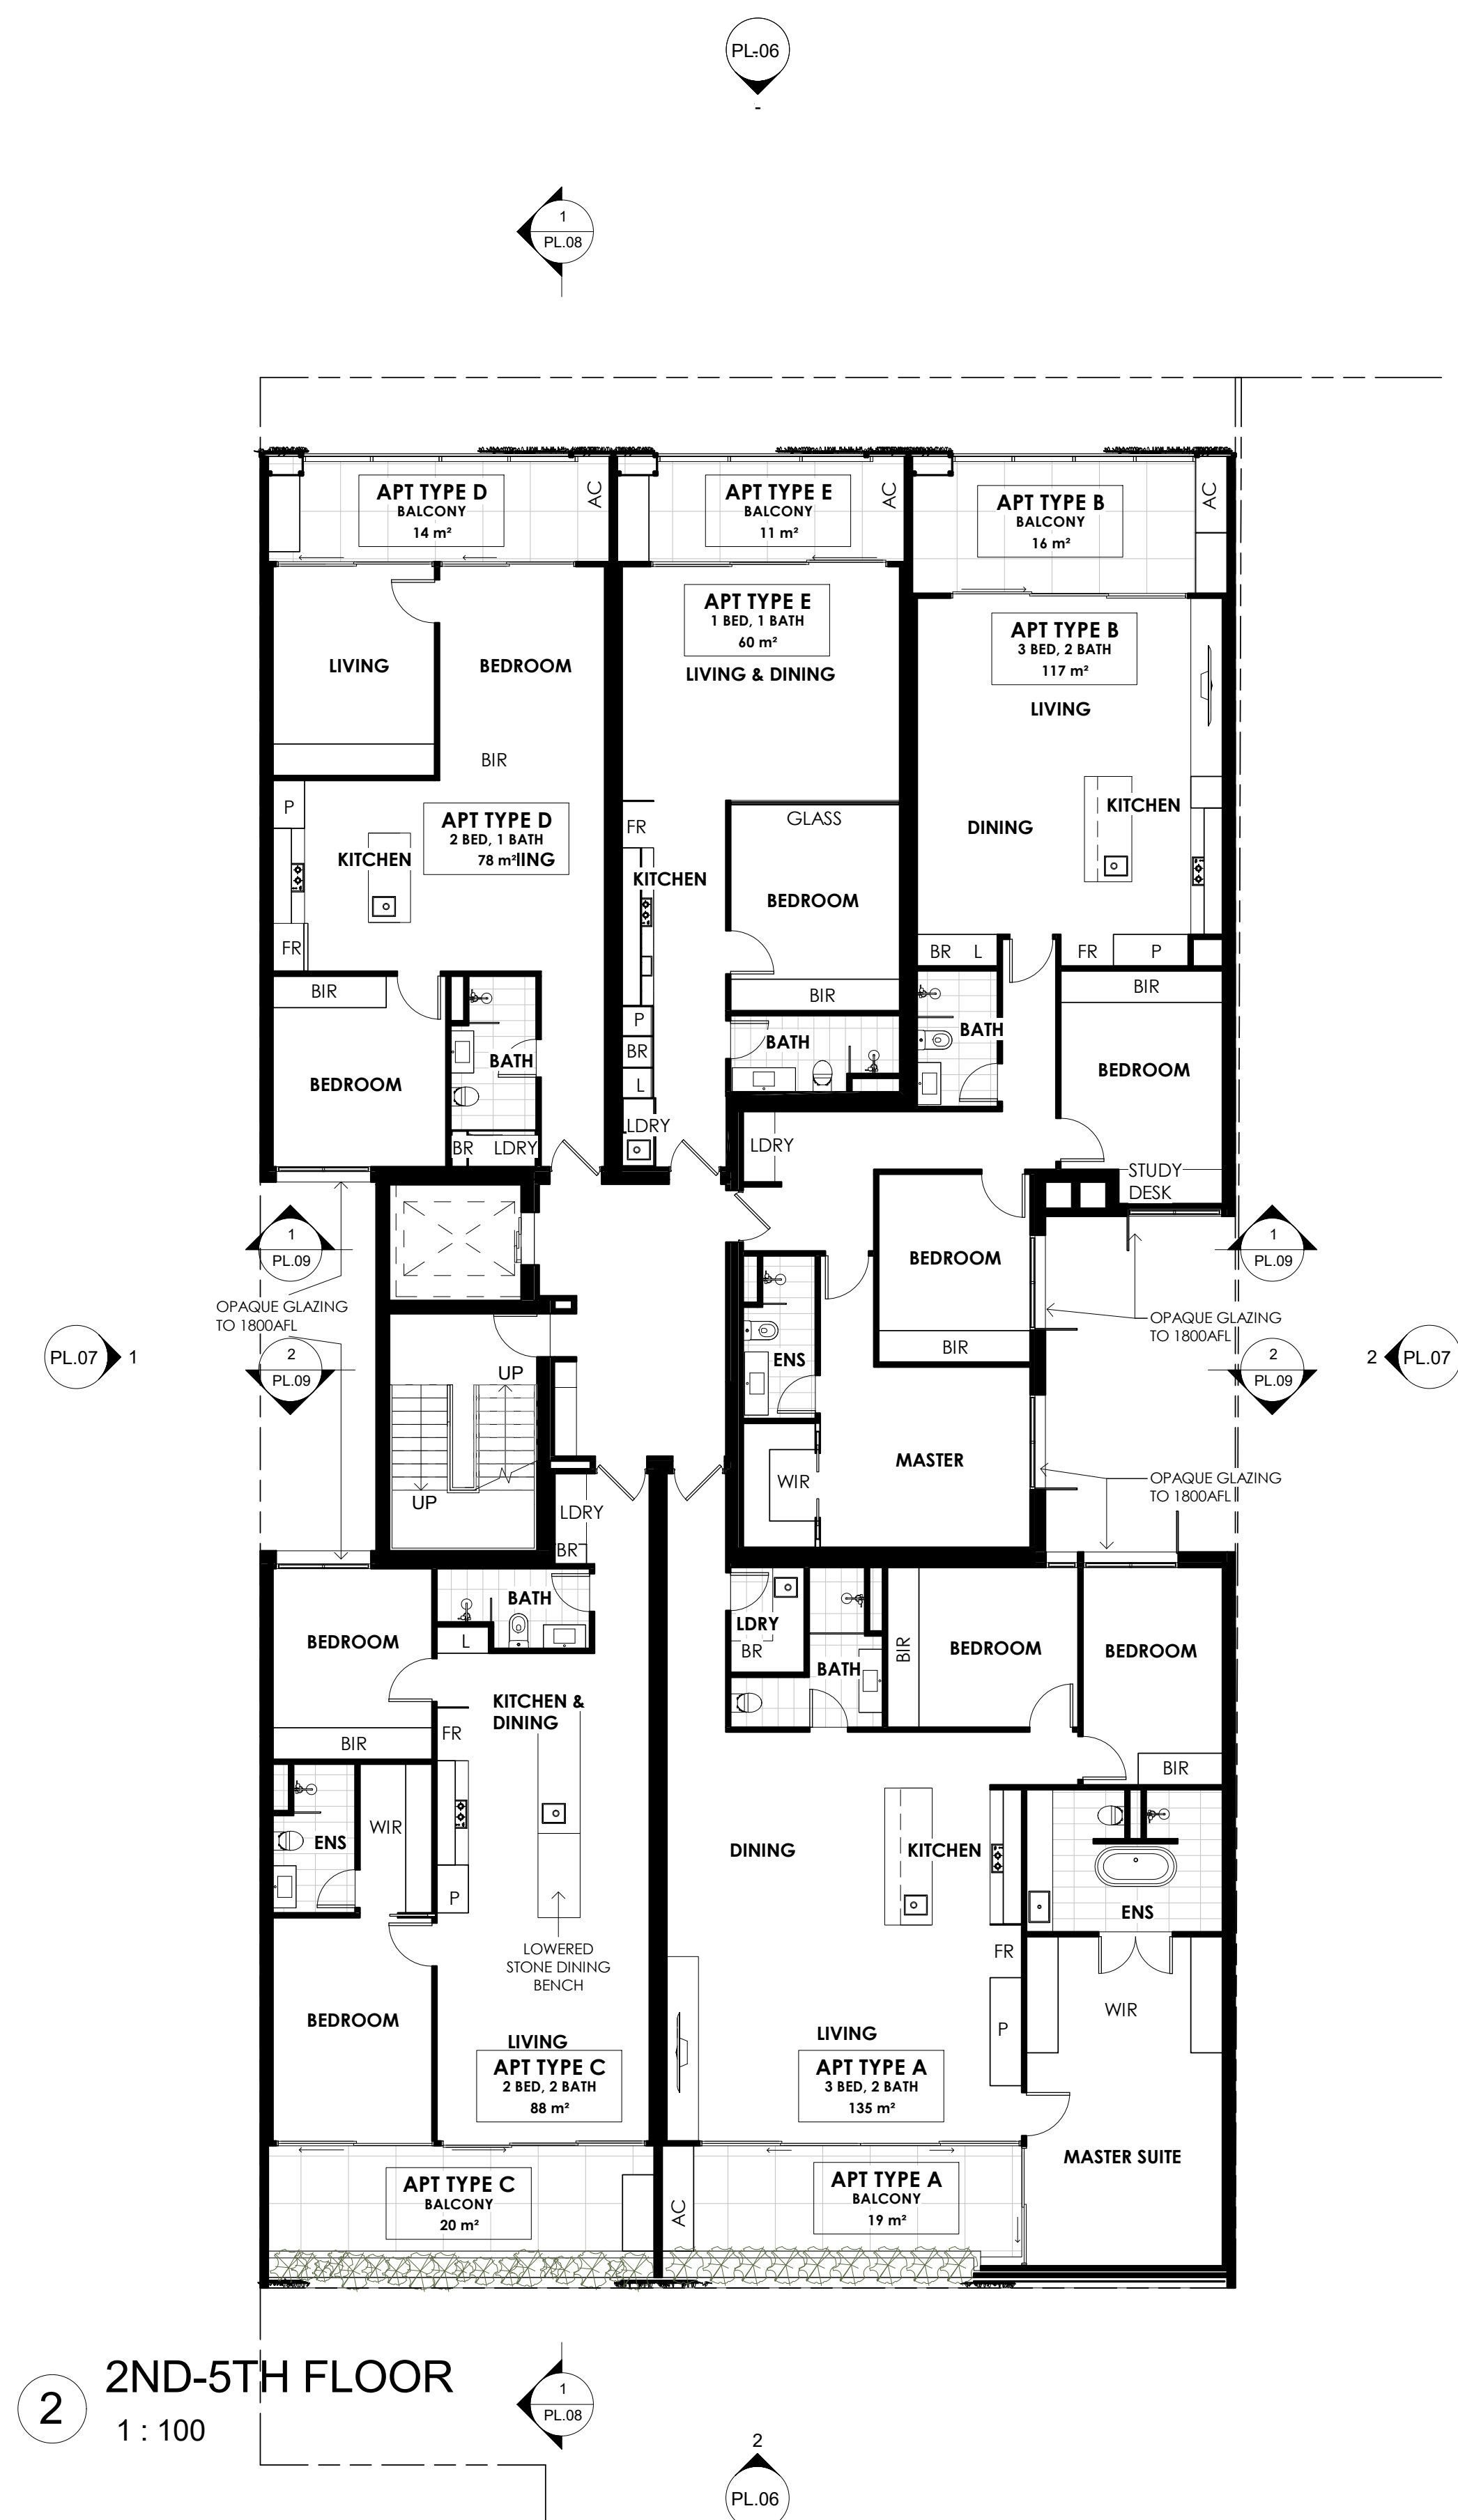 PL-06
-
1
PL.08
APT TYPE D
BALCONY
14 m²
AC
APT TYPE E
BALCONY
11 m²
AC
APT TYPE B
BALCONY
16 m²
AC
APT TYPE E
1 BED, 1 BATH
60 m²
APT TYPE B
3 BED, 2 BATH
117 m²
LIVING
BEDROOM
LIVING & DINING
LIVING
BIR
P
APT TYPE D
2 BED, 1 BATH
78 m²
KITCHEN
FR
FR
GLASS
KITCHEN
BEDROOM
KITCHEN
DINING
BIR
BEDROOM
BATH
BR
LDRY
BIR
P
BR
L
LDRY
BATH
BR
L
FR
P
BIR
BATH
BEDROOM
LDRY
STUDY
DESK
1
PL.09
BEDROOM
1
PL.09
OPAQUE GLAZING
TO 1800AFL
OPAQUE GLAZING
TO 1800AFL
PL.07
1
2
PL.09
UP
UP
ENS
BIR
2
PL.09
2
PL.07
WIR
MASTER
OPAQUE GLAZING
TO 1800AFL
LDRY
BR
BATH
BEDROOM
L
LDRY
BR
BATH
BIR
BEDROOM
BEDROOM
KITCHEN &
DINING
BIR
FR
BIR
ENS
WIR
P
DINING
KITCHEN
ENS
LOWERED
STONE DINING
BENCH
FR
WIR
BEDROOM
LIVING
LIVING
P
APT TYPE C
2 BED, 2 BATH
88 m²
APT TYPE A
3 BED, 2 BATH
135 m²
MASTER SUITE
APT TYPE C
BALCONY
20 m²
AC
APT TYPE A
BALCONY
19 m²
2
2ND-5TH FLOOR
1 : 100
1
PL.08
2
PL.06